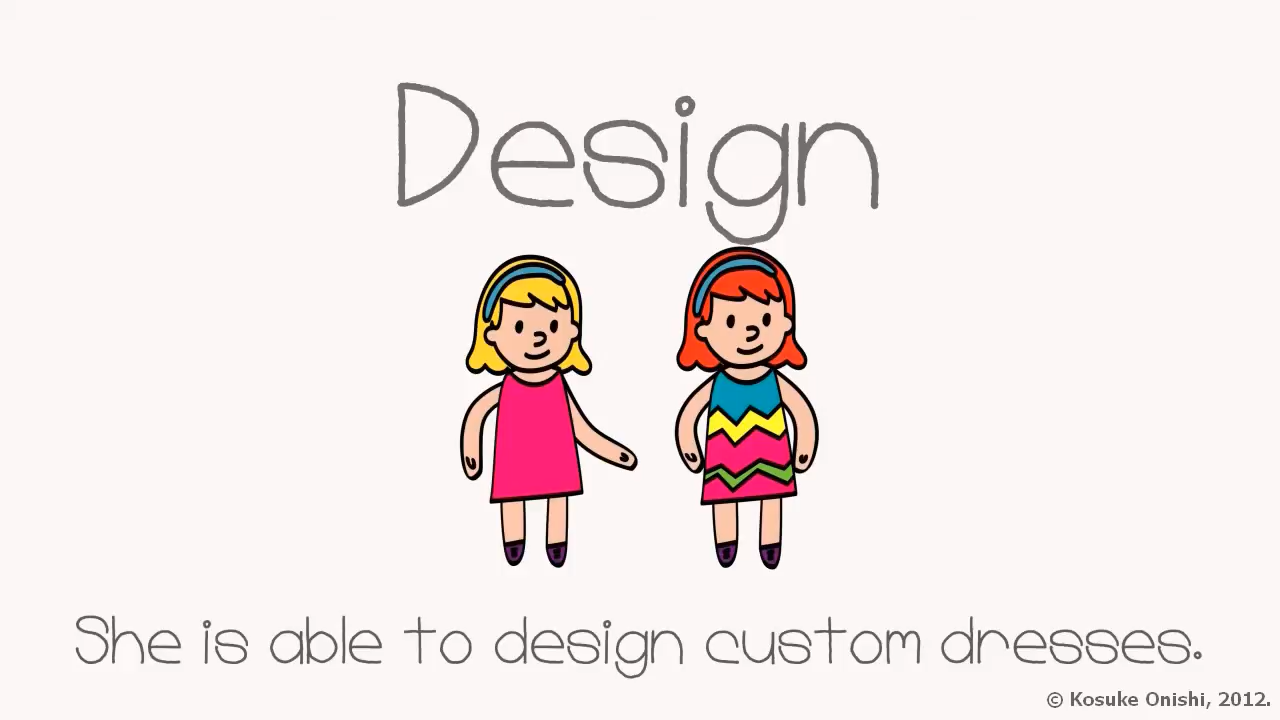 Design
She is able to design custom dresses.
© Kosuke Onishi, 2012.